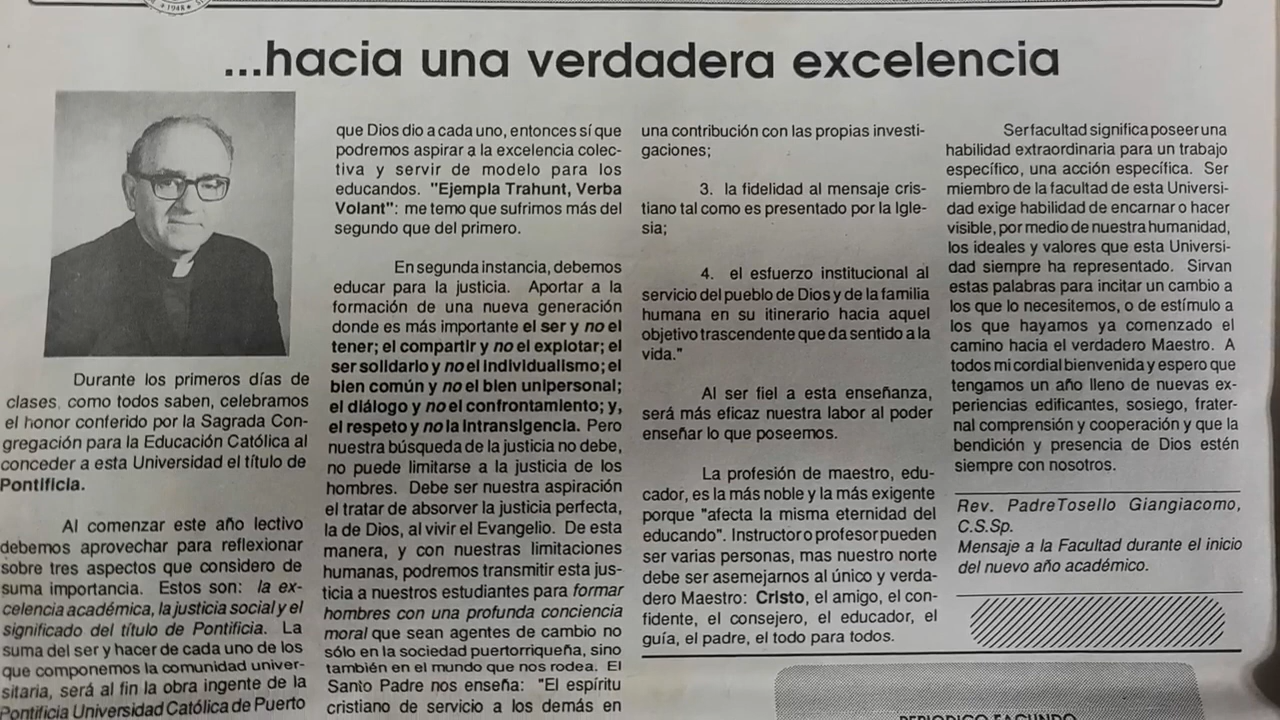 • 1948 •
...hacia una verdadera excelencia
Durante los primeros días de
clases, como todos saben, celebramos
el honor conferido por la Sagrada Con-
gregación para la Educación Católica al
conceder a esta Universidad el título de
Pontificia.
Al comenzar este año lectivo
debemos aprovechar para reflexionar
sobre tres aspectos que considero de
suma importancia. Estos son: la ex-
celencia académica, la justicia social y el
significado del título de Pontificia. La
suma del ser y hacer de cada uno de los
que componemos la comunidad univer-
sitaria, será al fin la obra ingente de la
Pontificia Universidad Católica de Puerto
que Dios dio a cada uno, entonces sí que
podremos aspirar a la excelencia colec-
tiva y servir de modelo para los
educandos. "Ejempla Trahunt, Verba
Volant": me temo que sufrimos más del
segundo que del primero.
En segunda instancia, debemos
educar para la justicia. Aportar a la
formación de una nueva generación
donde es más importante el ser y no el
tener; el compartir y no el explotar; el
ser solidario y no el individualismo; el
bien común y no el bien unipersonal;
el diálogo y no el confrontamiento; y,
el respeto y no la intransigencia. Pero
nuestra búsqueda de la justicia no debe,
no puede limitarse a la justicia de los
hombres. Debe ser nuestra aspiración
el tratar de absorver la justicia perfecta,
la de Dios, al vivir el Evangelio. De esta
manera, y con nuestras limitaciones
humanas, podremos transmitir esta jus-
ticia a nuestros estudiantes para formar
hombres con una profunda conciencia
moral que sean agentes de cambio no
sólo en la sociedad puertorriqueña, sino
también en el mundo que nos rodea. El
Santo Padre nos enseña: "El espíritu
cristiano de servicio a los demás en
una contribución con las propias investi-
gaciones;
3. la fidelidad al mensaje cris-
tiano tal como es presentado por la Igle-
sia;
4. el esfuerzo institucional al
servicio del pueblo de Dios y de la familia
humana en su itinerario hacia aquel
objetivo trascendente que da sentido a la
vida."
Al ser fiel a esta enseñanza,
será más eficaz nuestra labor al poder
enseñar lo que poseemos.
La profesión de maestro, edu-
cador, es la más noble y la más exigente
porque "afecta la misma eternidad del
educando". Instructor o profesor pueden
ser varias personas, mas nuestro norte
debe ser asemejarnos al único y verda-
dero Maestro: Cristo, el amigo, el con-
fidente, el consejero, el educador, el
guía, el padre, el todo para todos.
Ser facultad significa poseer una
habilidad extraordinaria para un trabajo
específico, una acción específica. Ser
miembro de la facultad de esta Universi-
dad exige habilidad de encarnar o hacer
visible, por medio de nuestra humanidad,
los ideales y valores que esta Universi-
dad siempre ha representado. Sirvan
estas palabras para incitar un cambio a
los que lo necesitemos, o de estímulo a
los que hayamos ya comenzado el
camino hacia el verdadero Maestro. A
todos mi cordial bienvenida y espero que
tengamos un año lleno de nuevas ex-
periencias edificantes, sosiego, frater-
nal comprensión y cooperación y que la
bendición y presencia de Dios estén
siempre con nosotros.
Rev. Padre Tosello Giangiacomo,
C.S.Sp.
Mensaje a la Facultad durante el inicio
del nuevo año académico.
PERIODICO FACUNDO